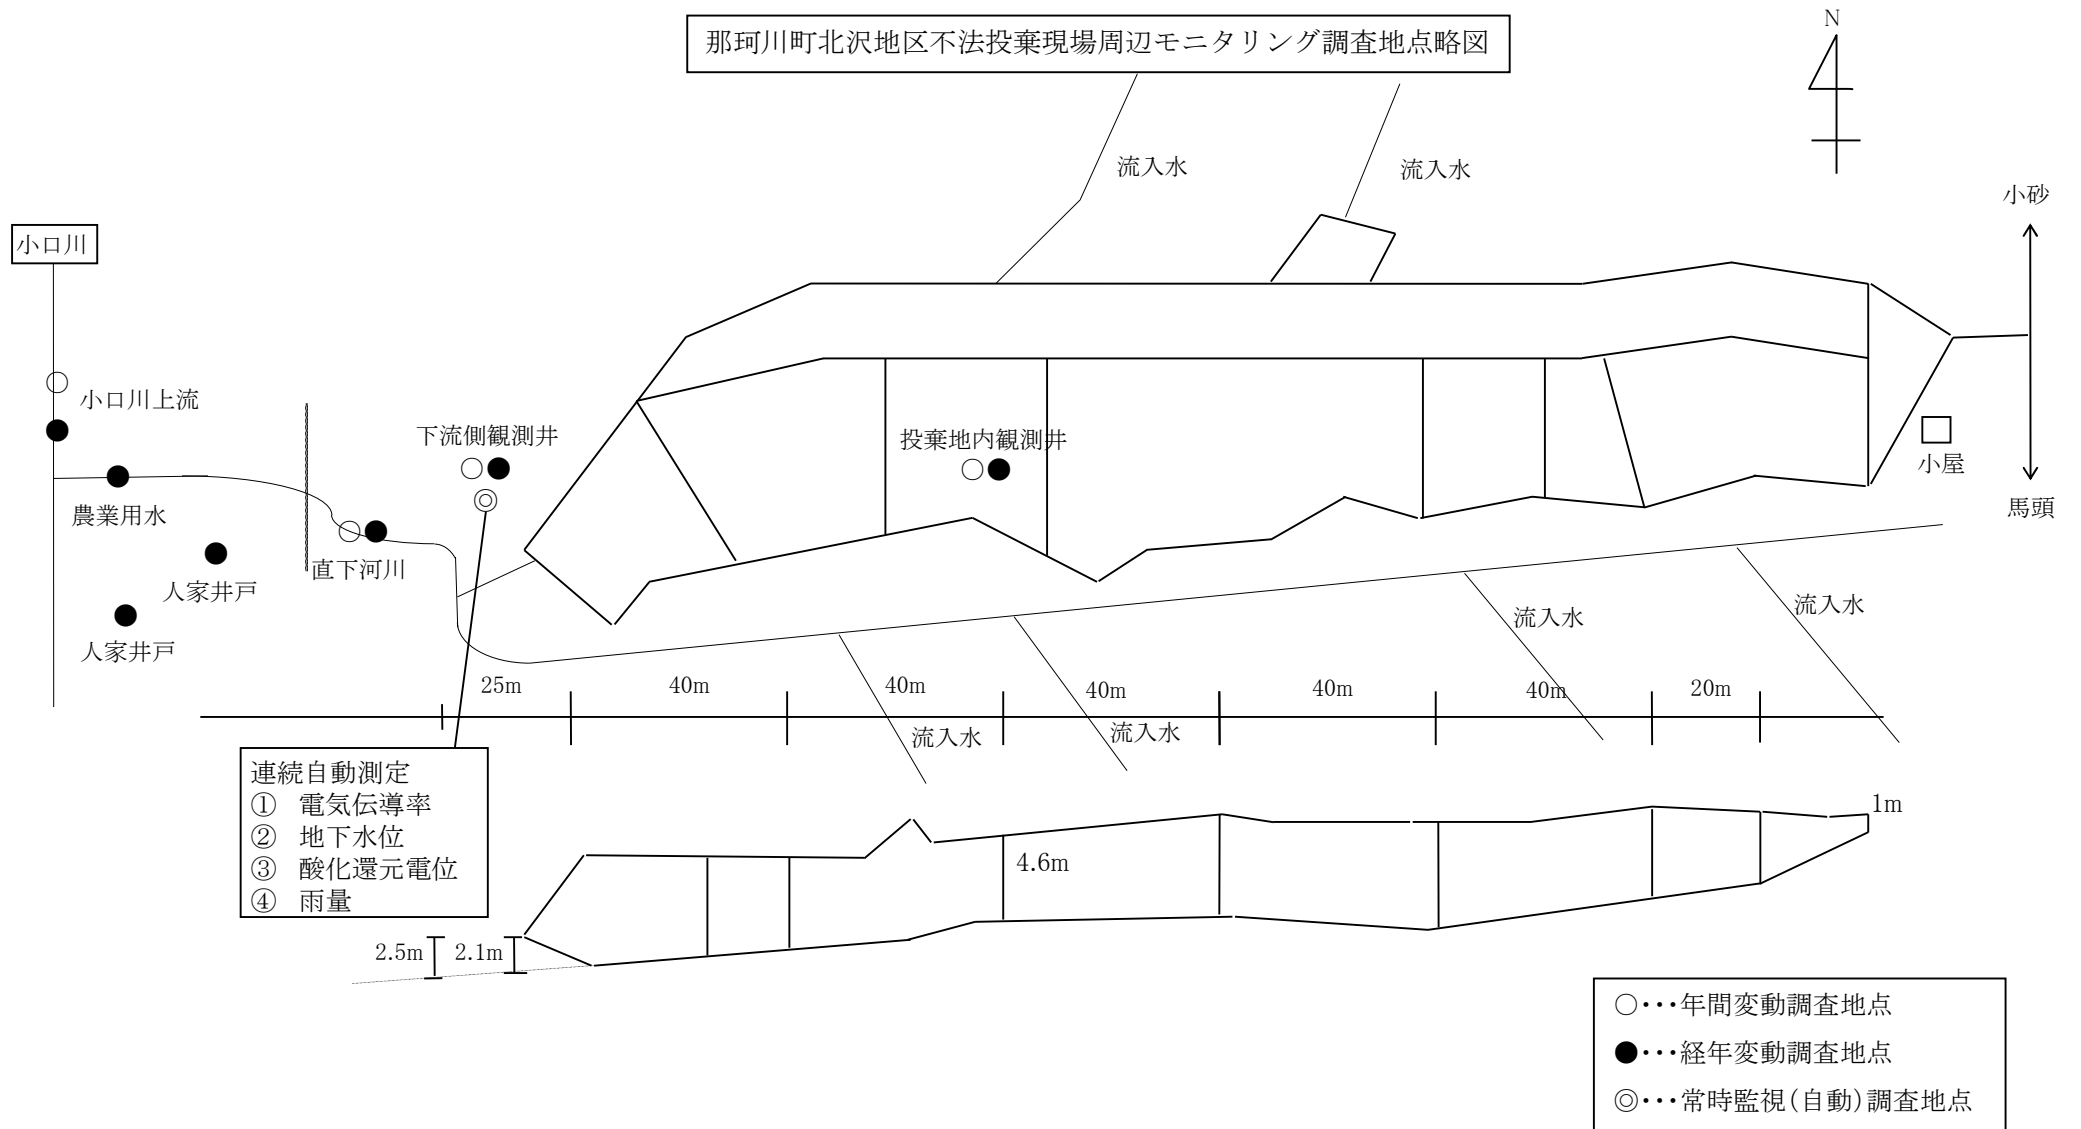 那珂川町北沢地区不法投棄現場周辺モニタリング調査地点略図
N
流入水
流入水
小砂
小口川
小口川上流
下流側観測井
投棄地内観測井
小屋
馬頭
農業用水
直下河川
人家井戸
人家井戸
流入水
流入水
25m
40m
40m
40m
40m
40m
20m
流入水
流入水
連続自動測定
① 電気伝導率
② 地下水位
③ 酸化還元電位
④ 雨量
1m
4.6m
2.5m
2.1m
○・・・年間変動調査地点
●・・・経年変動調査地点
◎・・・常時監視(自動)調査地点